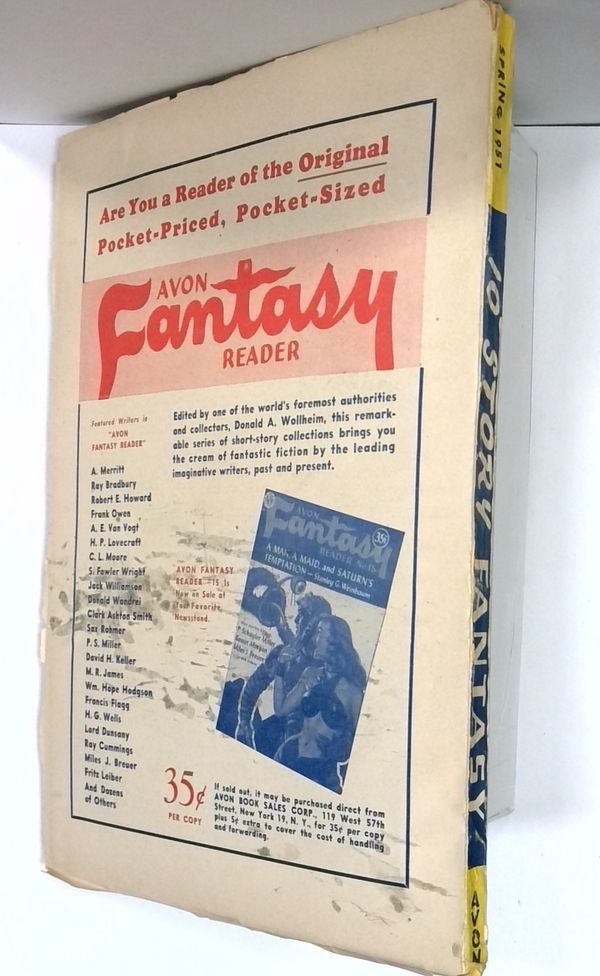 Are You a Reader of the Original
Pocket-Priced, Pocket-Sized
AVON
Fantasy
READER
Featured Writers in
"AVON
FANTASY READER"
A. Merritt
Ray Bradbury
Robert E. Howard
Frank Owen
A. E. Van Vogt
H. P. Lovecraft
C. L. Moore
S. Fowler Wright
Jack Williamson
Donald Wandrei
Clark Ashton Smith
Sax Rohmer
P. S. Miller
David H. Keller
M. R. James
Wm. Hope Hodgson
Francis Flagg
H. G. Wells
Lord Dunsany
Ray Cummings
Miles J. Breuer
Fritz Leiber
And Dozens
of Others
Edited by one of the world's foremost authorities
and collectors, Donald A. Wollheim, this remark-
able series of short-story collections brings you
the cream of fantastic fiction by the leading
imaginative writers, past and present.
AVON FANTASY
READER #15 Is
Now on Sale at
Your Favorite
Newsstand.
AVON
Fantasy
35¢
READER No. 15
A MAN, A MAID, and SATURN'S
TEMPTATION—Stanley G. Weinbaum
P. Schuyler Miller
35¢
PER COPY
If sold out, it may be purchased direct from
AVON BOOK SALES CORP., 119 West 57th
Street, New York 19, N. Y., for 35¢ per copy
plus 5¢ extra to cover the cost of handling
and forwarding.
SPRING 1951
10 STORY FANTASY!
AVON